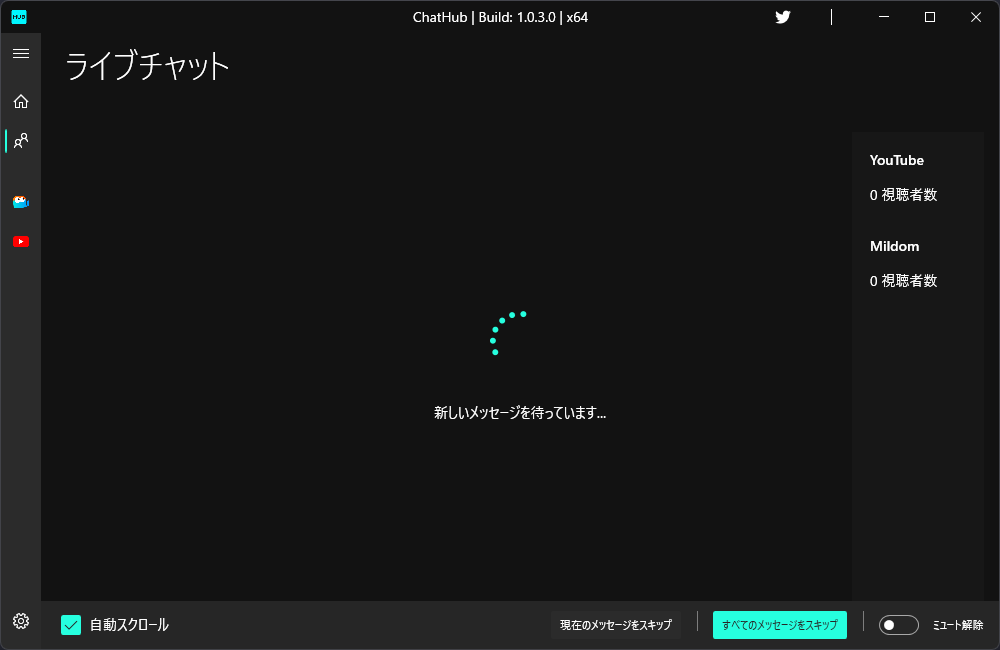 HUB
ChatHub | Build: 1.0.3.0 | x64
ライブチャット
YouTube
0 視聴者数
Mildom
0 視聴者数
新しいメッセージを待っています...
自動スクロール
現在のメッセージをスキップ
すべてのメッセージをスキップ
ミュート解除